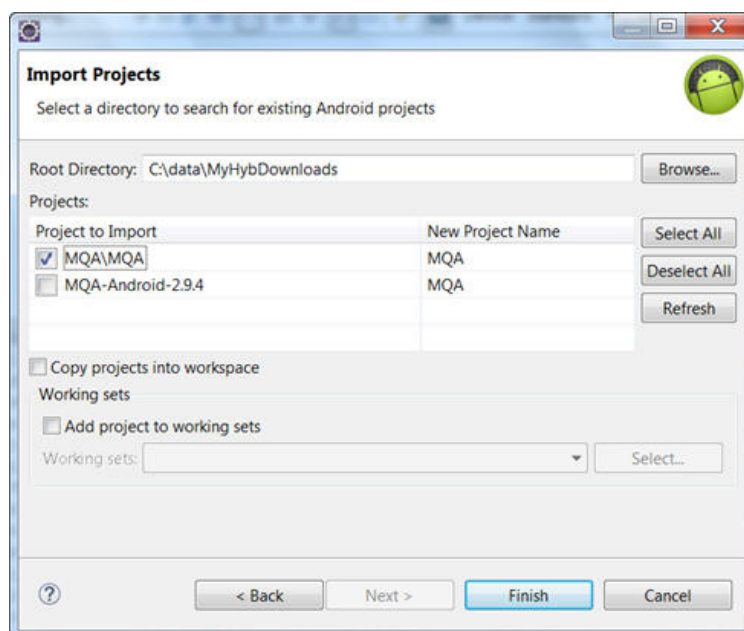 Import Projects
Select a directory to search for existing Android projects
Root Directory: C:\data\MyHybDownloads Browse...
Projects:
Project to Import New Project Name Select All
MQA\MQA MQA
Deselect All
MQA-Android-2.9.4 MQA
Refresh
Copy projects into workspace
Working sets
Add project to working sets
Working sets: Select...
? < Back Next > Finish Cancel